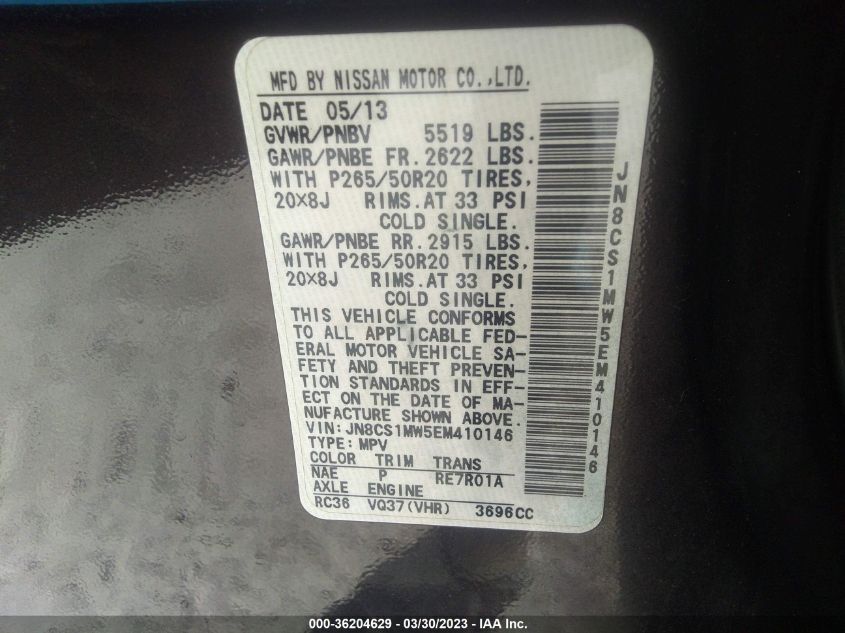 MFD BY NISSAN MOTOR CO.,LTD.
DATE 05/13
GVWR/PNBV 5519 LBS.
GAWR/PNBE FR. 2622 LBS.
WITH P265/50R20 TIRES,
20×8J RIMS.AT 33 PSI
COLD SINGLE.
GAWR/PNBE RR. 2915 LBS.
WITH P265/50R20 TIRES,
20×8J RIMS.AT 33 PSI
COLD SINGLE.
THIS VEHICLE CONFORMS
TO ALL APPLICABLE FED-
ERAL MOTOR VEHICLE SA-
FETY AND THEFT PREVEN-
TION STANDARDS IN EFF-
ECT ON THE DATE OF MA-
NUFACTURE SHOWN ABOVE.
VIN:JN8CS1MW5EM410146
TYPE:MPV
COLOR TRIM TRANS
NAE P RE7R01A
AXLE ENGINE
RC36 VQ37(VHR) 3696CC
JN8CS1MW5EM410146
000-36204629 - 03/30/2023 - IAA Inc.